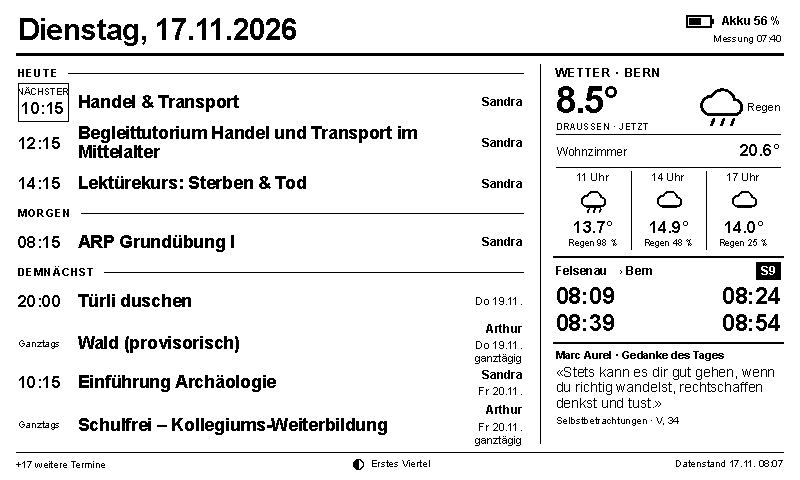 Dienstag, 17.11.2026
Akku 56 %
Messung 07:40
HEUTE
NÄCHSTER
10:15 Handel & Transport Sandra
12:15 Begleittutorium Handel und Transport im
Mittelalter Sandra
14:15 Lektürekurs: Sterben & Tod Sandra
MORGEN
08:15 ARP Grundübung I Sandra
DEMNÄCHST
20:00 Türli duschen Do 19.11.
Ganztags Wald (provisorisch) Arthur
Do 19.11.
ganztägig
10:15 Einführung Archäologie Sandra
Fr 20.11.
Ganztags Schulfrei – Kollegiums-Weiterbildung Arthur
Fr 20.11.
ganztägig
WETTER · BERN
8.5°
Regen
DRAUSSEN · JETZT
Wohnzimmer 20.6°
11 Uhr 14 Uhr 17 Uhr
13.7° 14.9° 14.0°
Regen 98 % Regen 48 % Regen 25 %
Felsenau › Bern S9
08:09 08:24
08:39 08:54
Marc Aurel · Gedanke des Tages
«Stets kann es dir gut gehen, wenn
du richtig wandelst, rechtschaffen
denkst und tust.»
Selbstbetrachtungen · V, 34
+17 weitere Termine
Erstes Viertel
Datenstand 17.11. 08:07